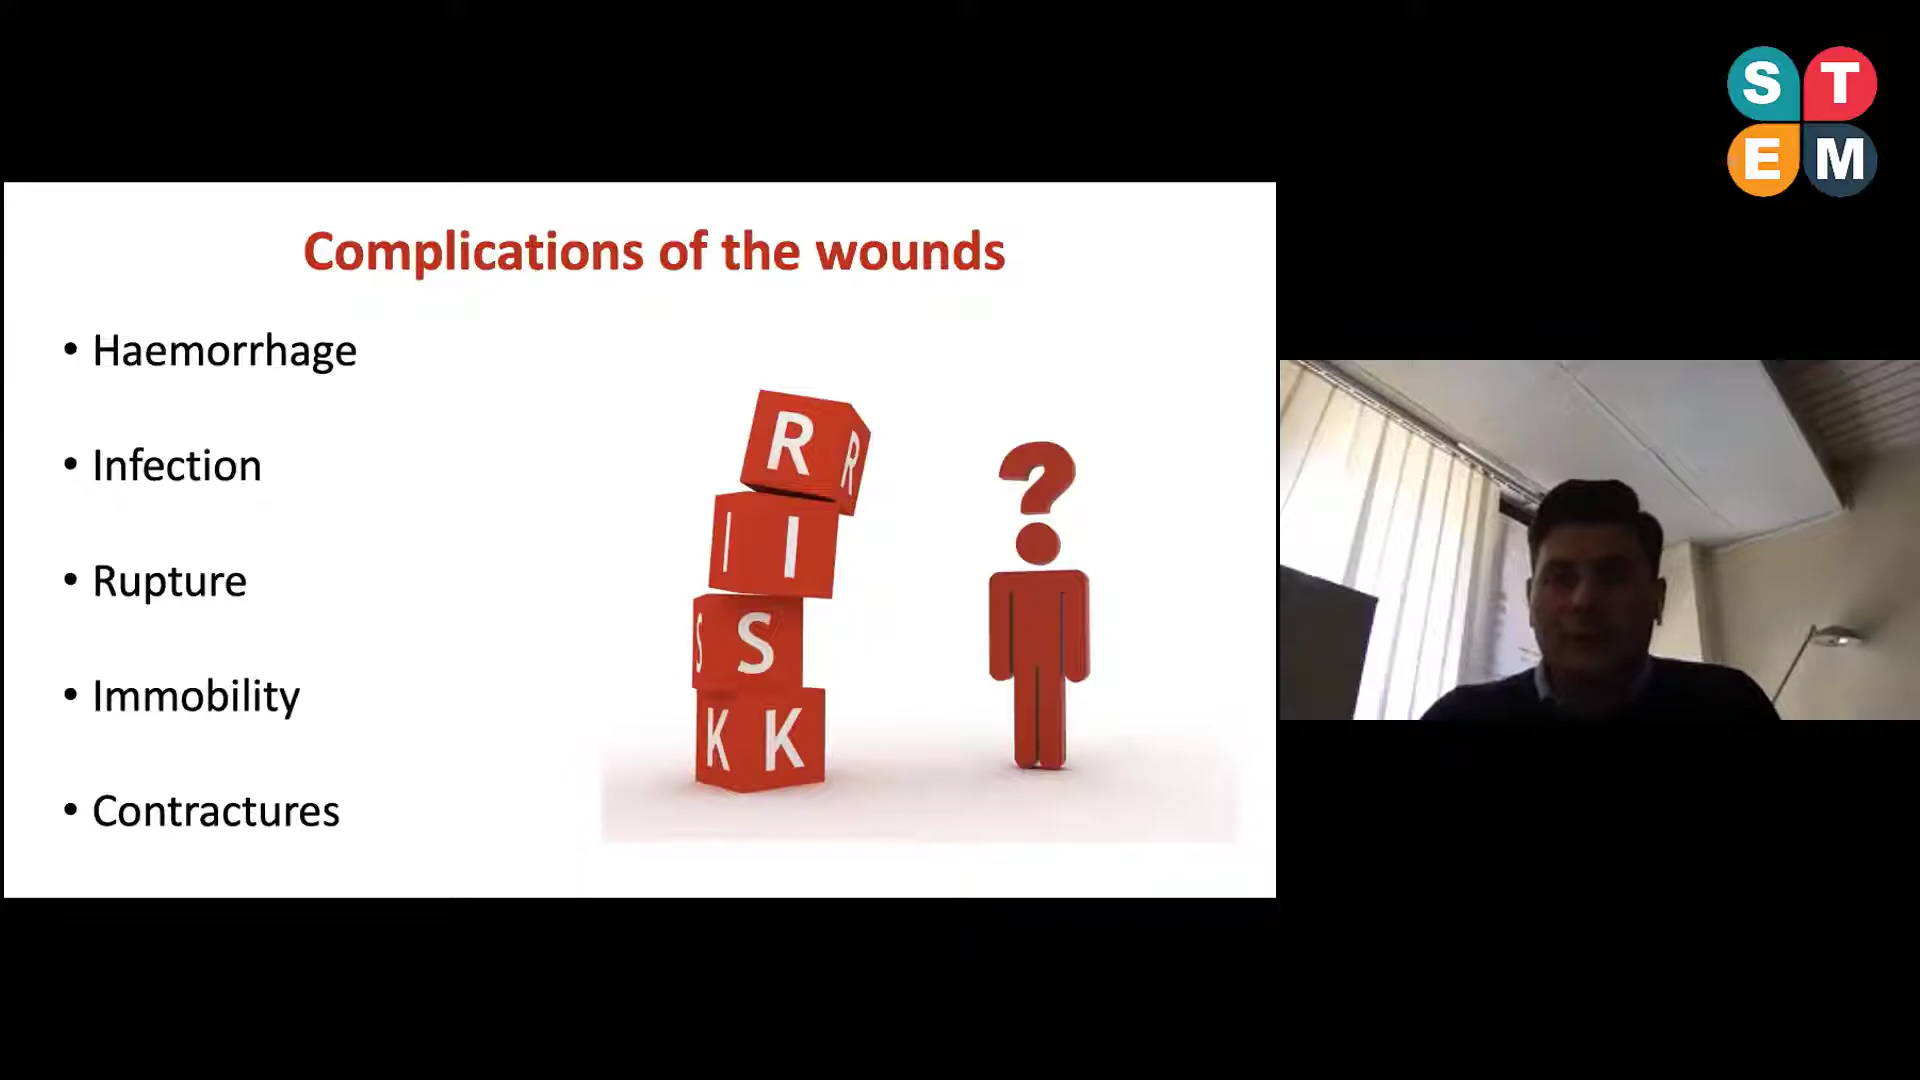 S T
E M
Complications of the wounds
• Haemorrhage
• Infection
• Rupture
• Immobility
• Contractures
R R
I I
S S
K K
?